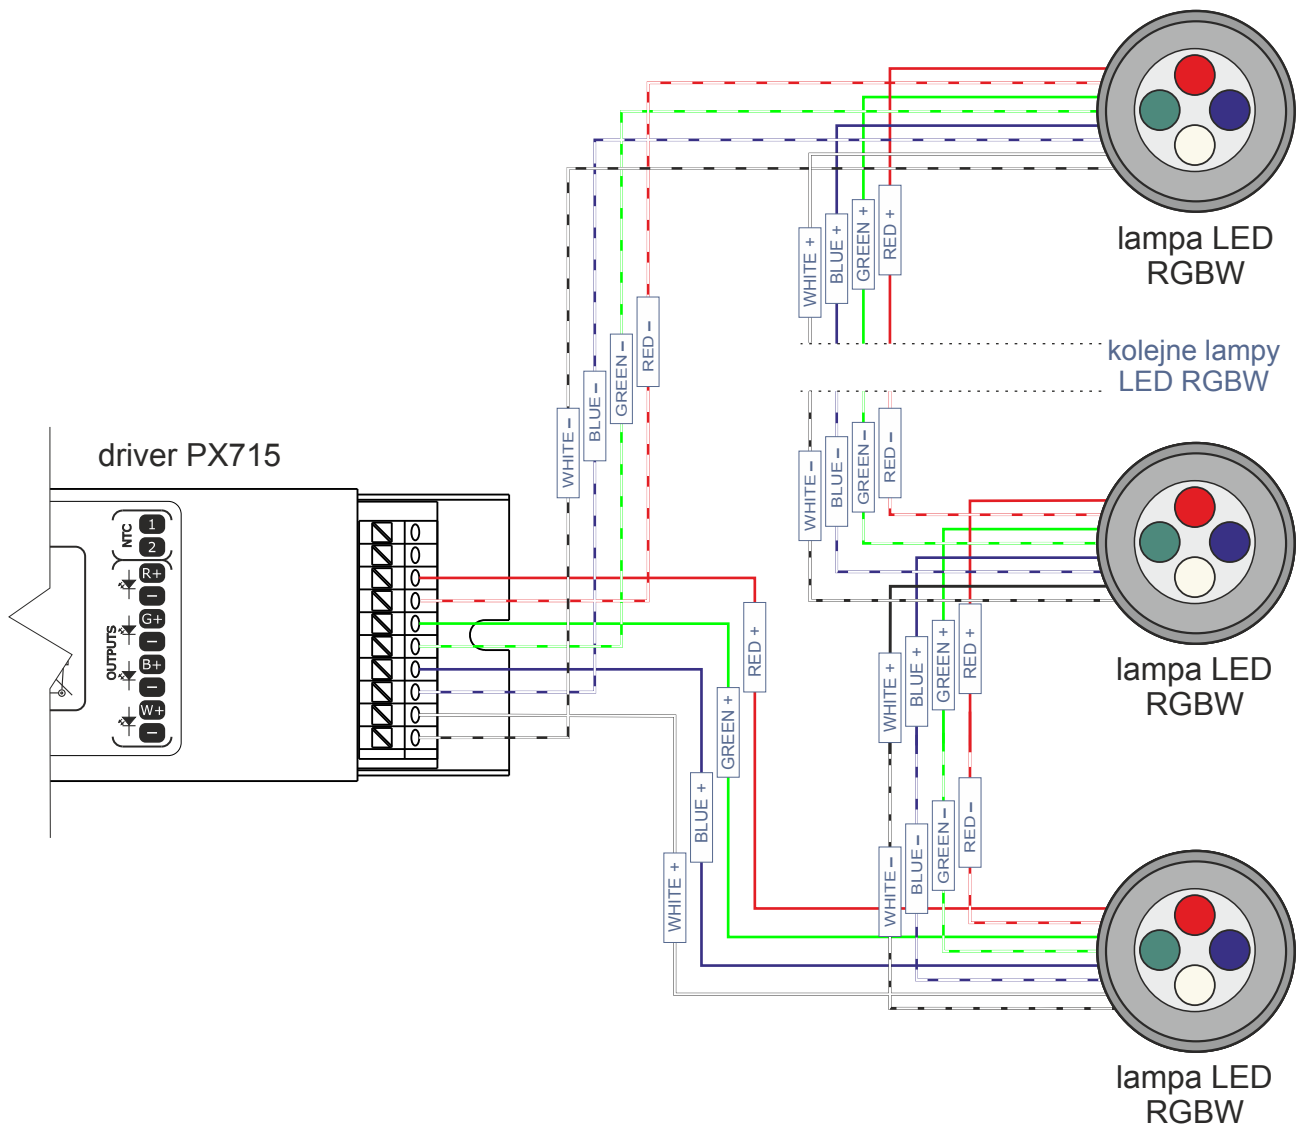 lampa LED
RGBW
WHITE +
BLUE +
GREEN +
RED +
kolejne lampy
LED RGBW
WHITE –
BLUE –
GREEN –
RED –
driver PX715
NTC
1
2
OUTPUTS
R+
–
G+
–
B+
–
W+
–
WHITE –
BLUE –
GREEN –
RED –
lampa LED
RGBW
RED +
GREEN +
BLUE +
WHITE +
WHITE +
BLUE +
GREEN +
RED +
WHITE –
BLUE –
GREEN –
RED –
lampa LED
RGBW